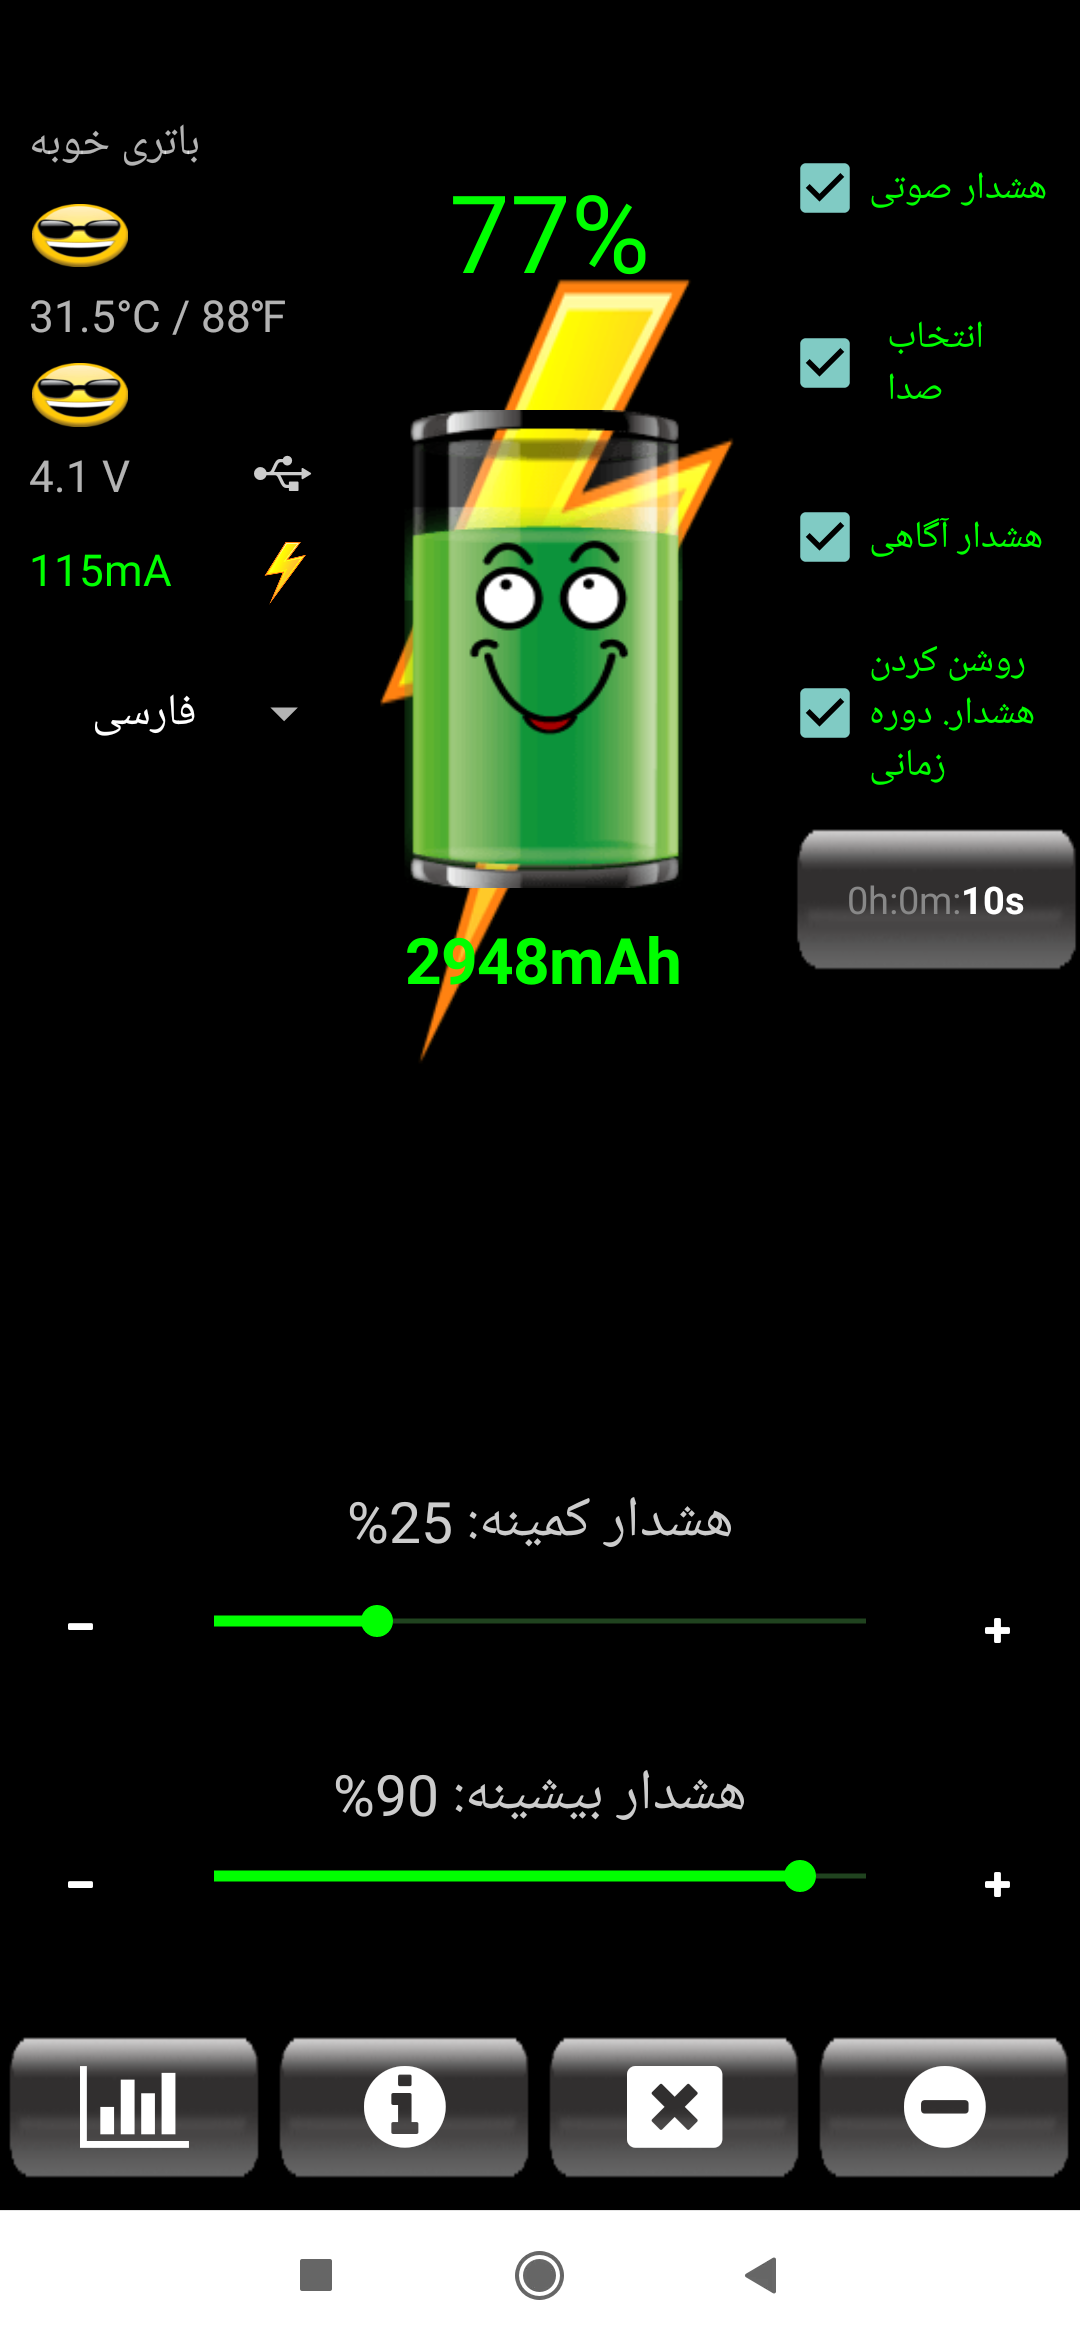 باتری خوبه
31.5°C / 88°F
4.1 V
115mA
فارسی
77%
2948mAh
هشدار صوتی
انتخاب
صدا
هشدار آگاهی
روشن کردن
هشدار. دوره
زمانی
0h:0m:10s
هشدار کمینه: 25%
هشدار بیشینه: 90%